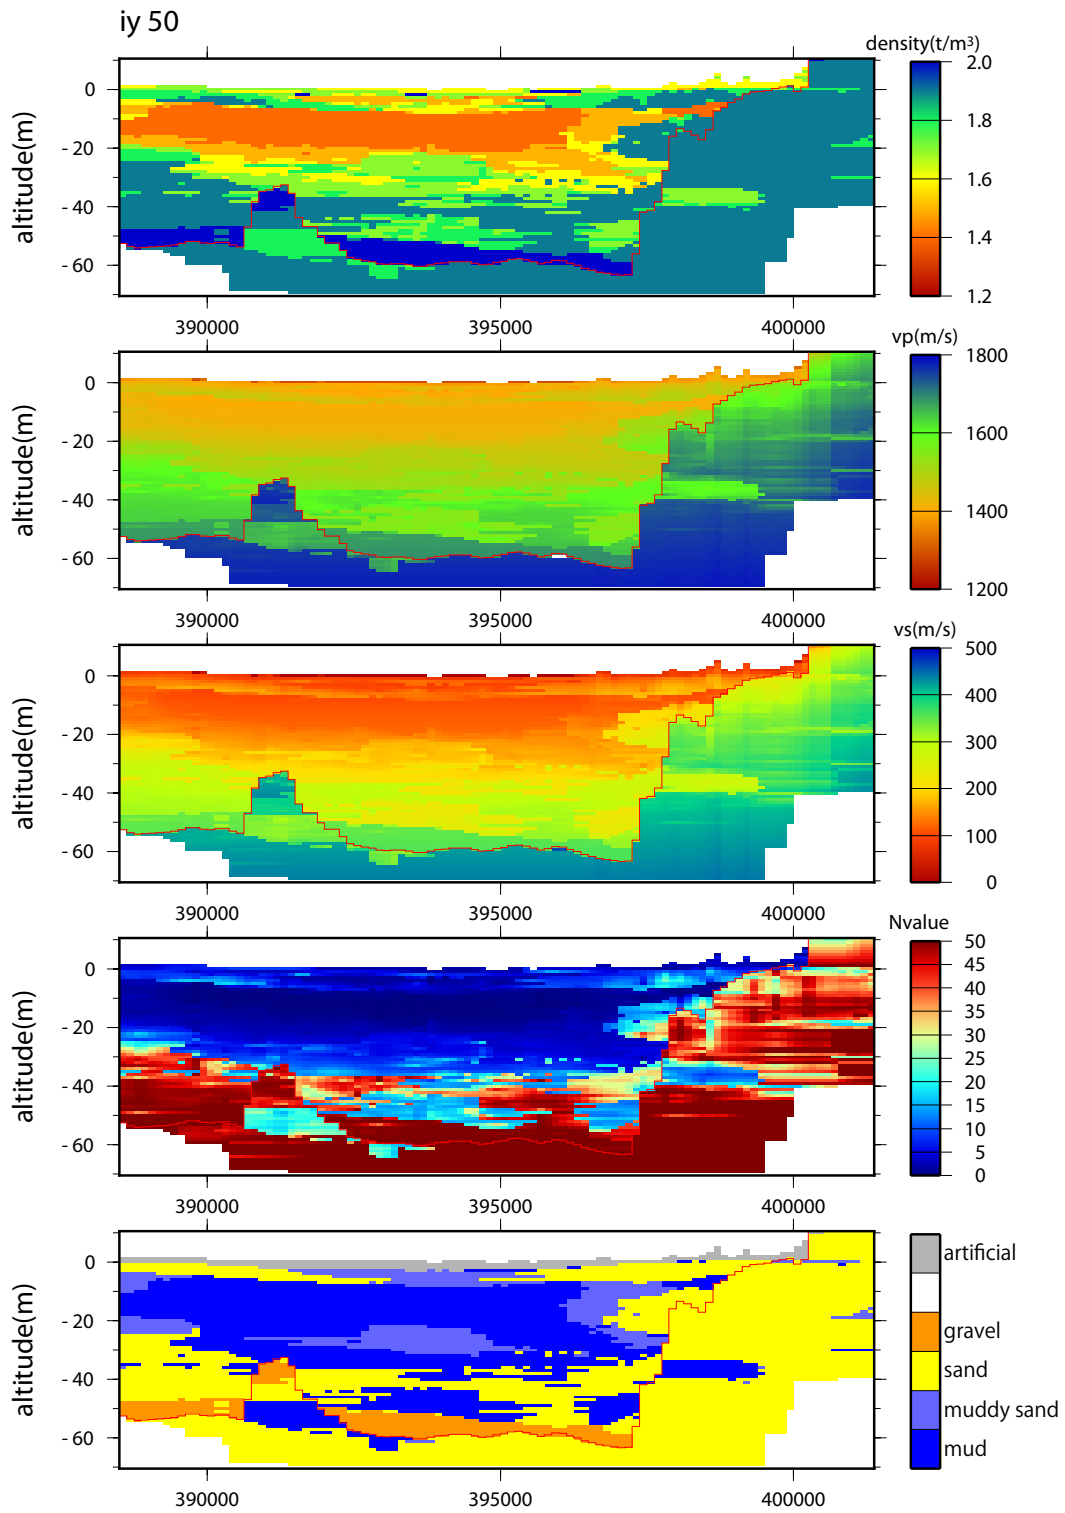 iy 50
density(t/m³)
altitude(m)
0
-20
-40
-60
390000 395000 400000
2.0
1.8
1.6
1.4
1.2
vp(m/s)
altitude(m)
0
-20
-40
-60
390000 395000 400000
1800
1600
1400
1200
vs(m/s)
altitude(m)
0
-20
-40
-60
390000 395000 400000
500
400
300
200
100
0
Nvalue
altitude(m)
0
-20
-40
-60
390000 395000 400000
50
45
40
35
30
25
20
15
10
5
0
altitude(m)
0
-20
-40
-60
390000 395000 400000
artificial
gravel
sand
muddy sand
mud